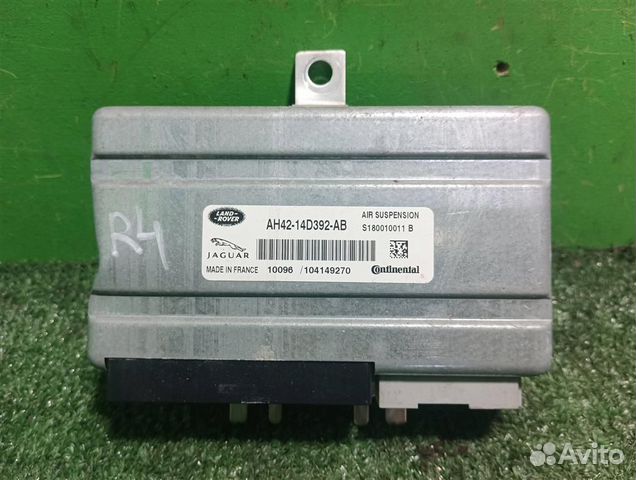 LAND-
ROVER
AH42-14D392-AB
AIR SUSPENSION
S180010011 B
JAGUAR
MADE IN FRANCE
10096 /104149270
Continental
R4
Avito